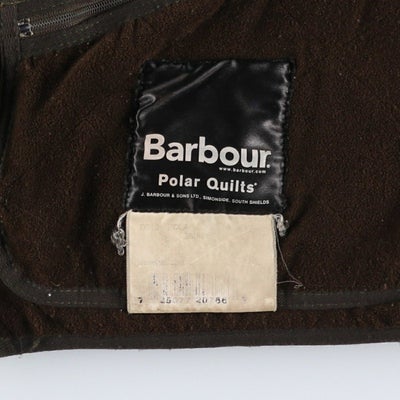 Barbour
www.barbour.com
Polar Quilts®
J. BARBOUR & SONS LTD., SIMONSIDE, SOUTH SHIELDS